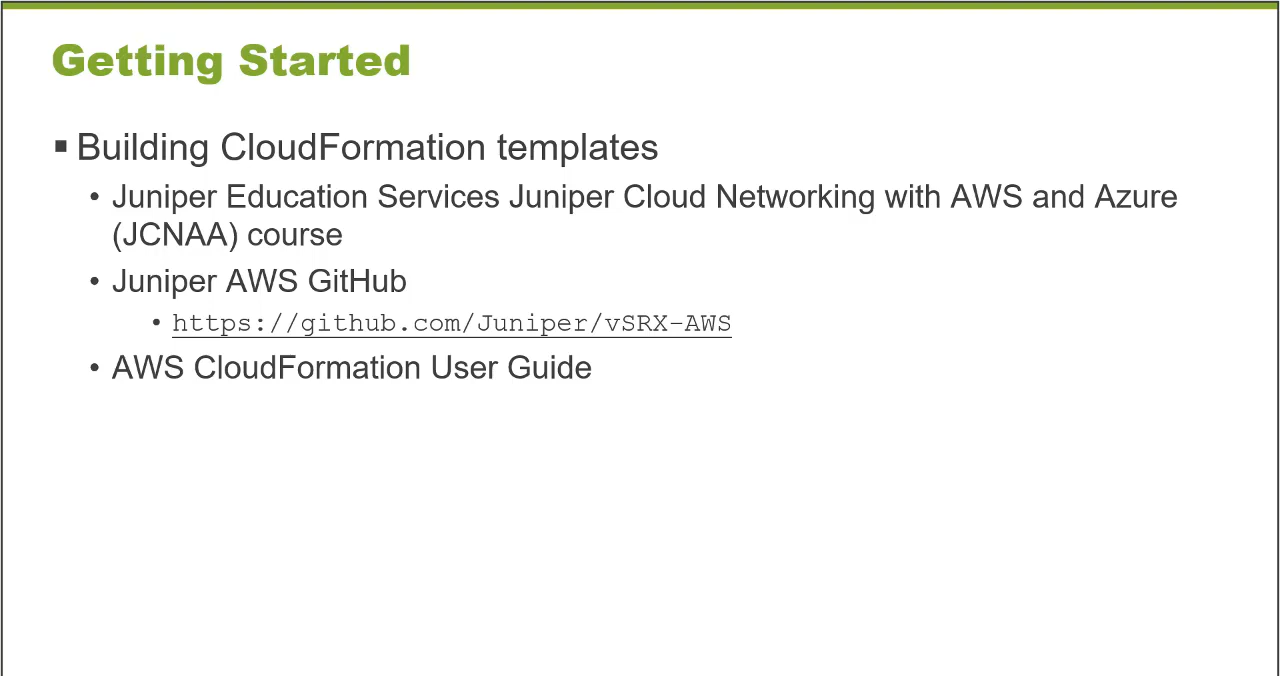 Getting Started
▪ Building CloudFormation templates
• Juniper Education Services Juniper Cloud Networking with AWS and Azure
(JCNAA) course
• Juniper AWS GitHub
• https://github.com/Juniper/vSRX-AWS
• AWS CloudFormation User Guide